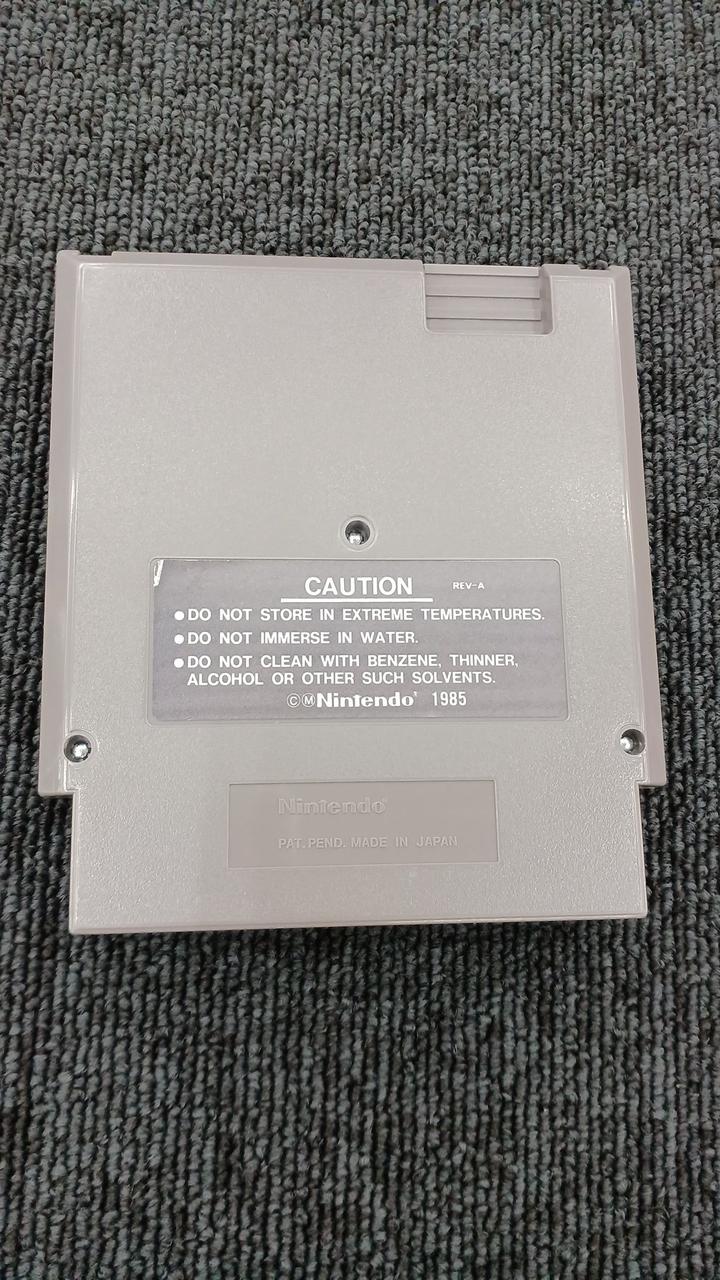 CAUTION REV-A
●DO NOT STORE IN EXTREME TEMPERATURES.
●DO NOT IMMERSE IN WATER.
●DO NOT CLEAN WITH BENZENE, THINNER,
ALCOHOL OR OTHER SUCH SOLVENTS.
ⒸⓂNintendo® 1985
Nintendo®
PAT. PEND. MADE IN JAPAN